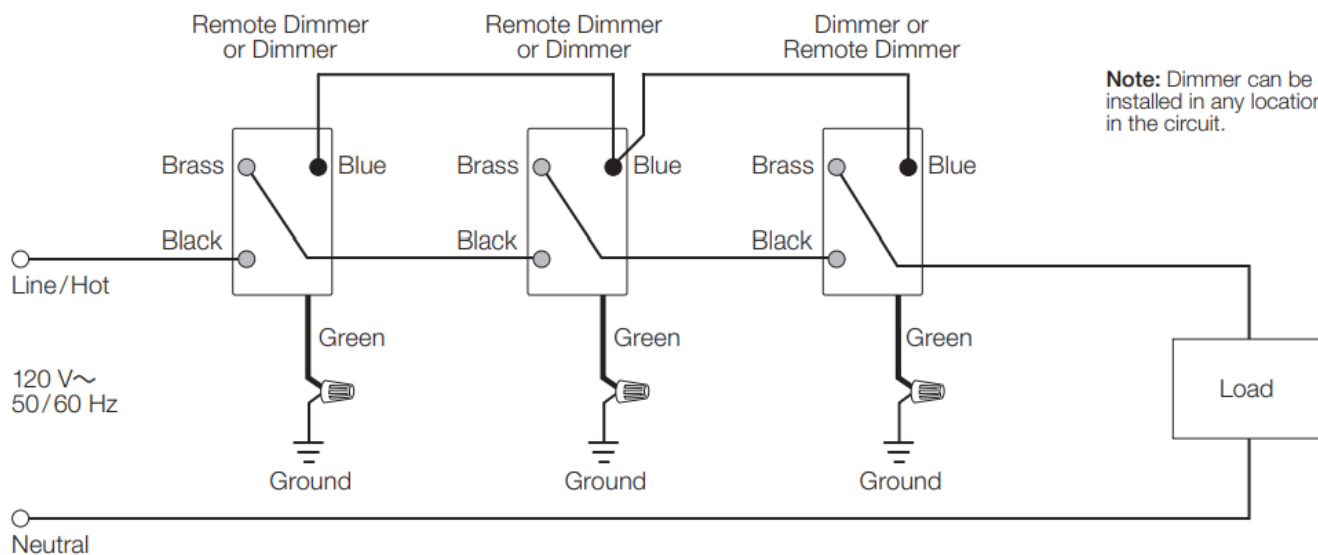 Remote Dimmer
or Dimmer
Remote Dimmer
or Dimmer
Dimmer or
Remote Dimmer
Note: Dimmer can be
installed in any location
in the circuit.
Brass
Blue
Brass
Blue
Brass
Blue
Black
Black
Black
Line/Hot
Green
Green
Green
120 V~
50/60 Hz
Load
Ground
Ground
Ground
Neutral